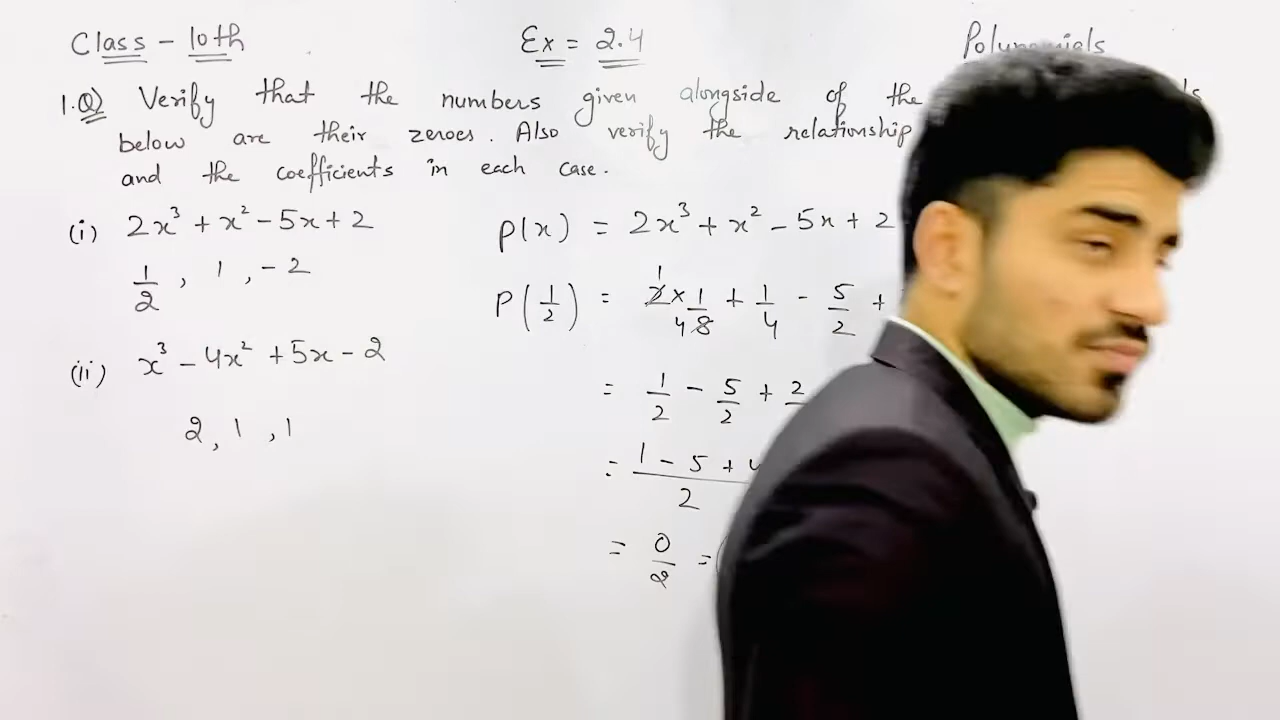 Class - 10th Ex = 2.4 Polynomials
1.Q) Verify that the numbers given alongside of the
below are their zeroes. Also verify the relationship
and the coefficients in each case.
(i) 2x³ + x² - 5x + 2
1/2, 1, -2
(ii) x³ - 4x² + 5x - 2
2, 1, 1
p(x) = 2x³ + x² - 5x + 2
P(1/2) = 2 1 × 1/8 4 + 1/4 - 5/2 +
= 1/2 - 5/2 + 2
= 1 - 5 + 4 / 2
= 0/2 =